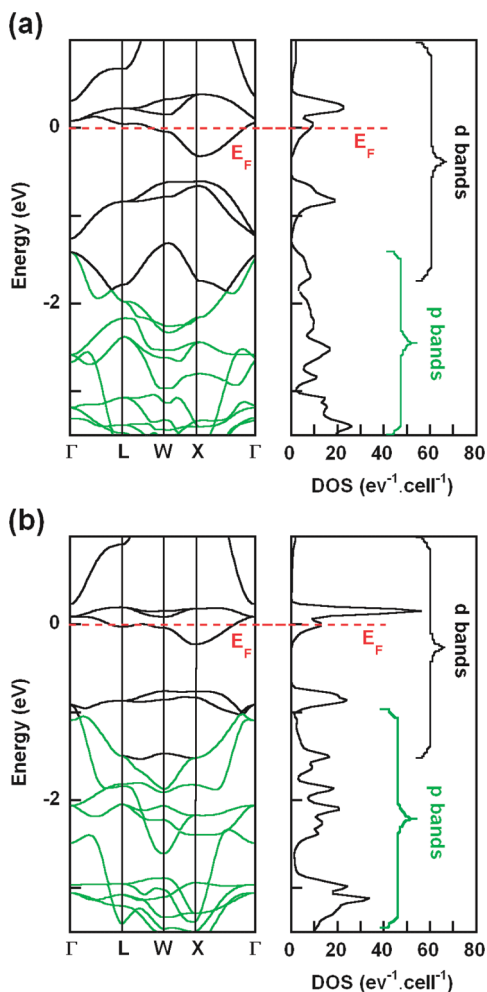 (a)
0
-2
Energy (eV)
E_F
E_F
d bands
p bands
Γ L W X Γ
0 20 40 60 80
DOS (ev⁻¹.cell⁻¹)
(b)
0
-2
Energy (eV)
E_F
E_F
d bands
p bands
Γ L W X Γ
0 20 40 60 80
DOS (ev⁻¹.cell⁻¹)